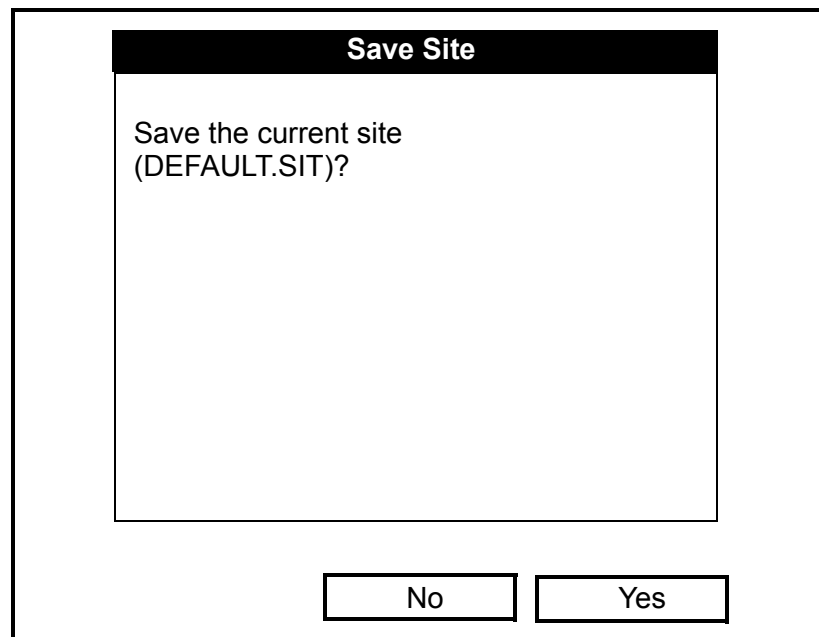 Save Site
Save the current site
(DEFAULT.SIT)?
No
Yes